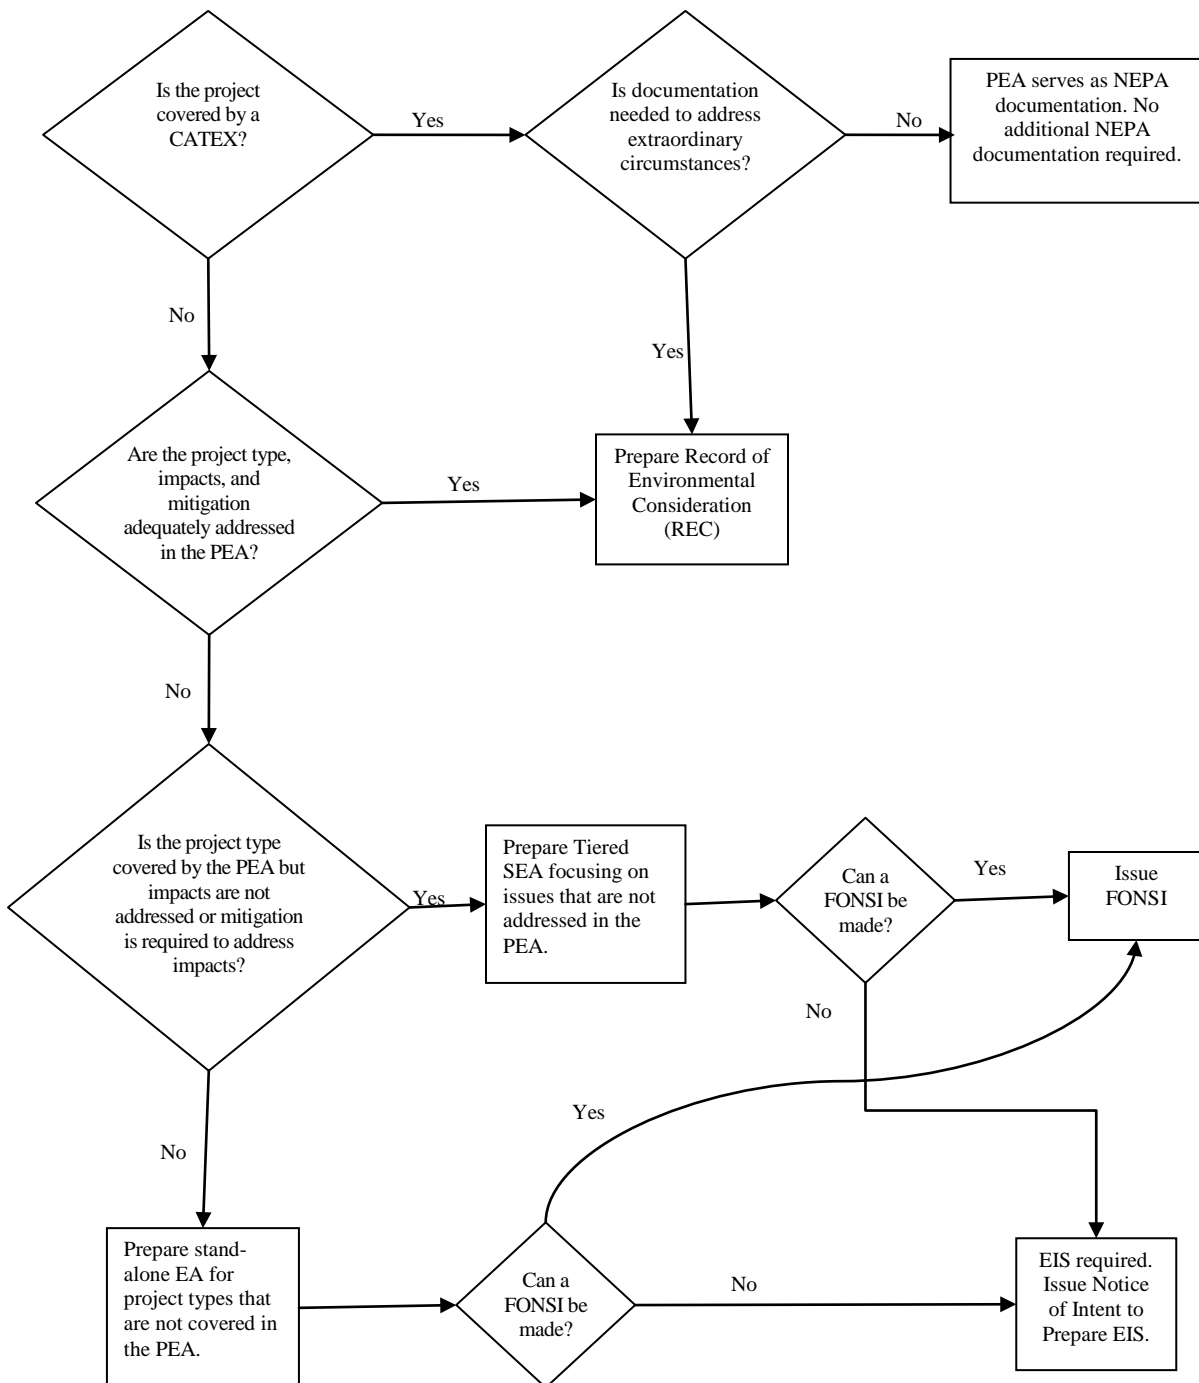 Is the project
covered by a
CATEX?
Yes
Is documentation
needed to address
extraordinary
circumstances?
No
PEA serves as NEPA
documentation. No
additional NEPA
documentation required.
No
Yes
Are the project type,
impacts, and
mitigation
adequately addressed
in the PEA?
Yes
Prepare Record of
Environmental
Consideration
(REC)
No
Is the project type
covered by the PEA but
impacts are not
addressed or mitigation
is required to address
impacts?
Yes
Prepare Tiered
SEA focusing on
issues that are not
addressed in the
PEA.
Can a
FONSI be
made?
Yes
Issue
FONSI
No
Yes
No
Prepare stand-
alone EA for
project types that
are not covered in
the PEA.
Can a
FONSI be
made?
No
EIS required.
Issue Notice
of Intent to
Prepare EIS.